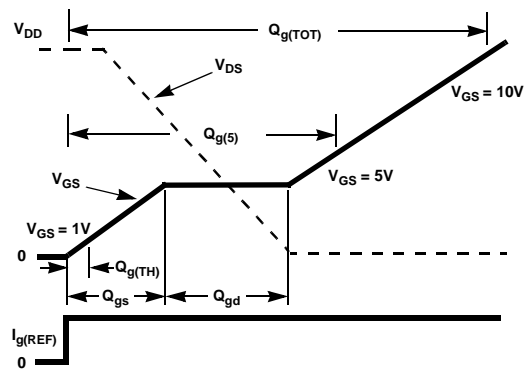 V_DD
Q_g(TOT)
V_DS
V_GS = 10V
Q_g(5)
V_GS
V_GS = 5V
V_GS = 1V
0
Q_g(TH)
Q_gs
Q_gd
I_g(REF)
0